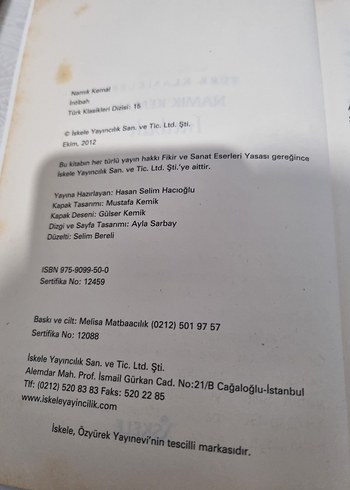 Namık Kemal
İntibah
Türk Klasikleri Dizisi: 15
© İskele Yayıncılık San. ve Tic. Ltd. Şti.
Ekim, 2012
Bu kitabın her türlü yayın hakkı Fikir ve Sanat Eserleri Yasası gereğince
İskele Yayıncılık San. ve Tic. Ltd. Şti.'ye aittir.
Yayına Hazırlayan: Hasan Selim Hacıoğlu
Kapak Tasarımı: Mustafa Kemik
Kapak Deseni: Gülser Kemik
Dizgi ve Sayfa Tasarımı: Ayla Sarbay
Düzelti: Selim Bereli
ISBN 975-9099-50-0
Sertifika No: 12459
Baskı ve cilt: Melisa Matbaacılık (0212) 501 97 57
Sertifika No: 12088
İskele Yayıncılık San. ve Tic. Ltd. Şti.
Alemdar Mah. Prof. İsmail Gürkan Cad. No:21/B Cağaloğlu-İstanbul
Tlf: (0212) 520 83 83 Faks: 520 22 85
www.iskeleyayincilik.com
İskele, Özyürek Yayınevi'nin tescilli markasıdır.